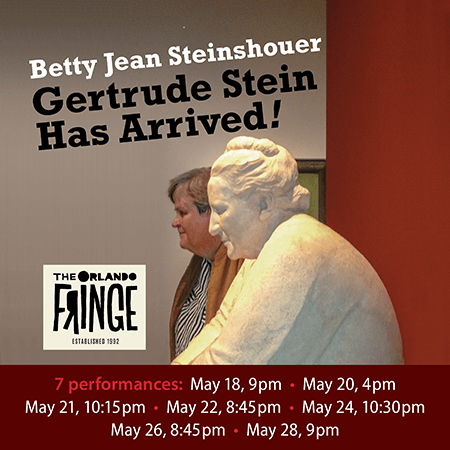 Betty Jean Steinshouer
Gertrude Stein
Has Arrived!
THE ORLANDO
FRINGE
ESTABLISHED 1992
7 performances: May 18, 9pm • May 20, 4pm
May 21, 10:15pm • May 22, 8:45pm • May 24, 10:30pm
May 26, 8:45pm • May 28, 9pm